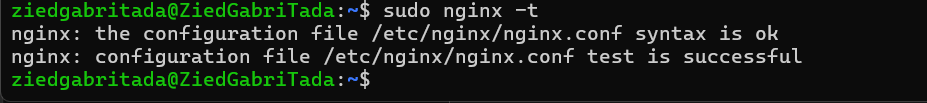 ziedgabritada@ZiedGabriTada:~$ sudo nginx -t
nginx: the configuration file /etc/nginx/nginx.conf syntax is ok
nginx: configuration file /etc/nginx/nginx.conf test is successful
ziedgabritada@ZiedGabriTada:~$